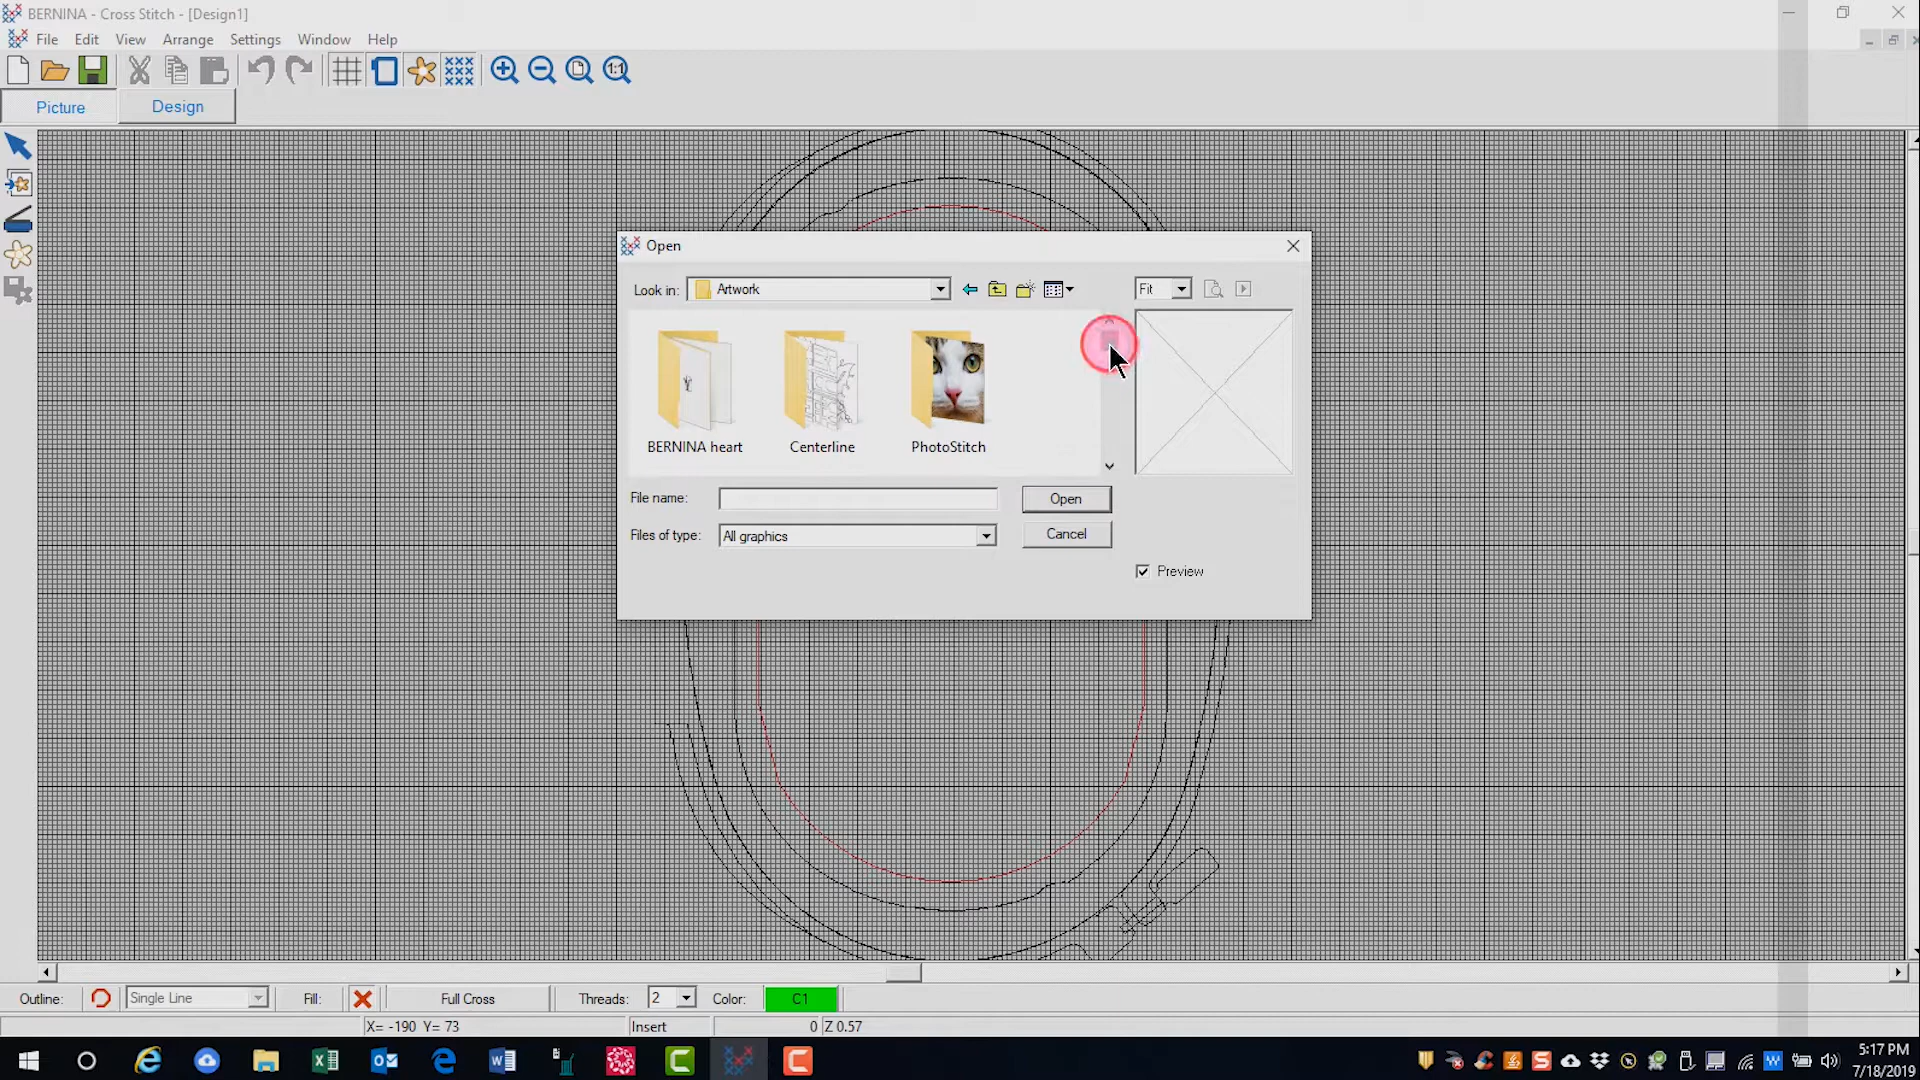 BERNINA - Cross Stitch - [Design1]
File Edit View Arrange Settings Window Help
1:1
Picture Design
Open
Look in: Artwork Fit
BERNINA heart Centerline PhotoStitch
File name: Open
Files of type: All graphics Cancel
Preview
Outline: Single Line Fill: Full Cross Threads: 2 Color: C1
X= -190 Y= 73 Insert 0 Z 0.57
5:17 PM
7/18/2019